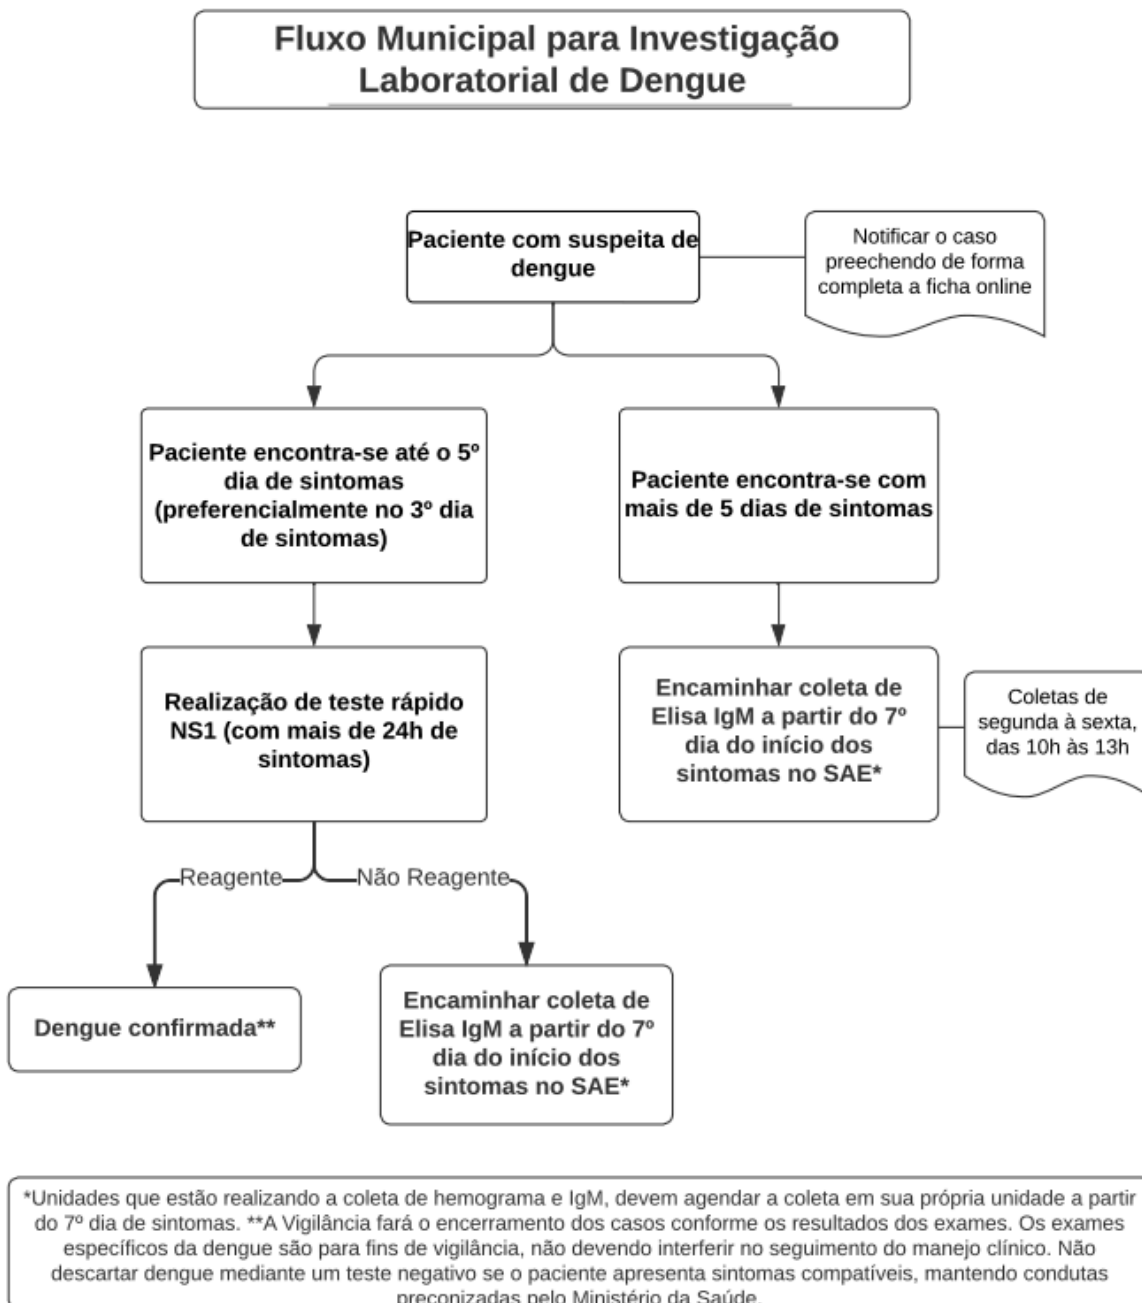 Fluxo Municipal para Investigação
Laboratorial de Dengue
Paciente com suspeita de
dengue
Notificar o caso
preechendo de forma
completa a ficha online
Paciente encontra-se até o 5º
dia de sintomas
(preferencialmente no 3º dia
de sintomas)
Paciente encontra-se com
mais de 5 dias de sintomas
Realização de teste rápido
NS1 (com mais de 24h de
sintomas)
Encaminhar coleta de
Elisa IgM a partir do 7º
dia do início dos
sintomas no SAE*
Coletas de
segunda à sexta,
das 10h às 13h
Reagente
Não Reagente
Dengue confirmada**
Encaminhar coleta de
Elisa IgM a partir do 7º
dia do início dos
sintomas no SAE*
*Unidades que estão realizando a coleta de hemograma e IgM, devem agendar a coleta em sua própria unidade a partir
do 7º dia de sintomas. **A Vigilância fará o encerramento dos casos conforme os resultados dos exames. Os exames
específicos da dengue são para fins de vigilância, não devendo interferir no seguimento do manejo clínico. Não
descartar dengue mediante um teste negativo se o paciente apresenta sintomas compatíveis, mantendo condutas
preconizadas pelo Ministério da Saúde.